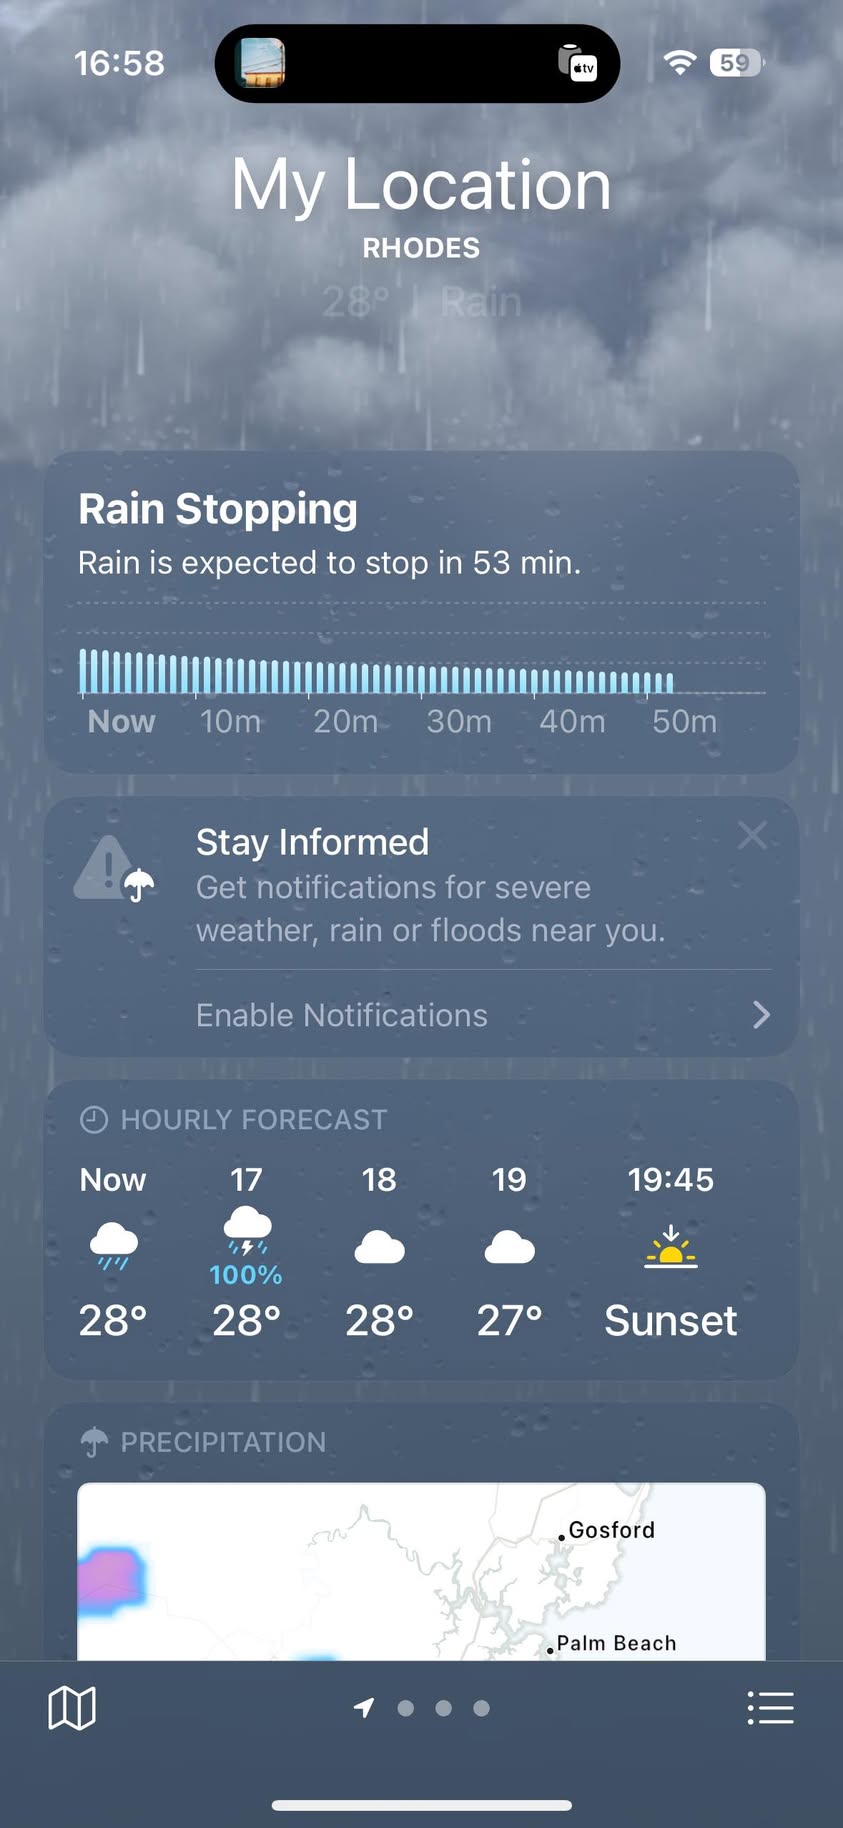 16:58
tv
59
My Location
RHODES
28° | Rain
Rain Stopping
Rain is expected to stop in 53 min.
Now 10m 20m 30m 40m 50m
Stay Informed
Get notifications for severe
weather, rain or floods near you.
Enable Notifications
HOURLY FORECAST
Now 17 18 19 19:45
100%
28° 28° 28° 27° Sunset
PRECIPITATION
Gosford
Palm Beach